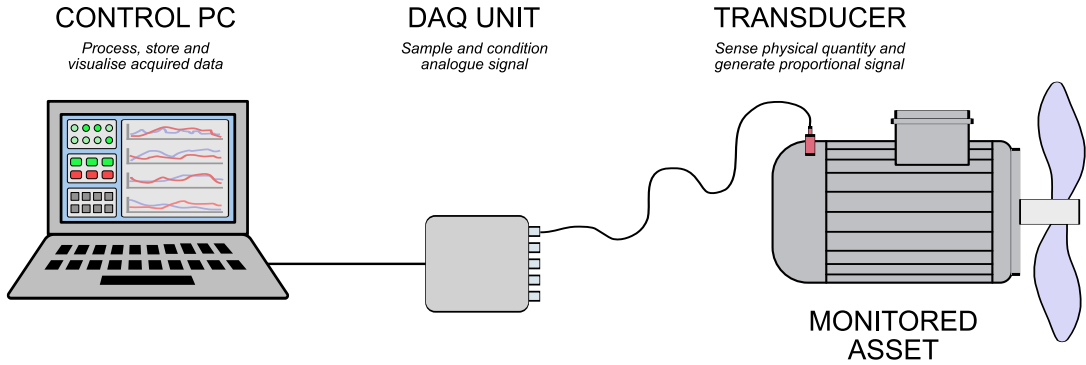 CONTROL PC
Process, store and
visualise acquired data
DAQ UNIT
Sample and condition
analogue signal
TRANSDUCER
Sense physical quantity and
generate proportional signal
MONITORED
ASSET